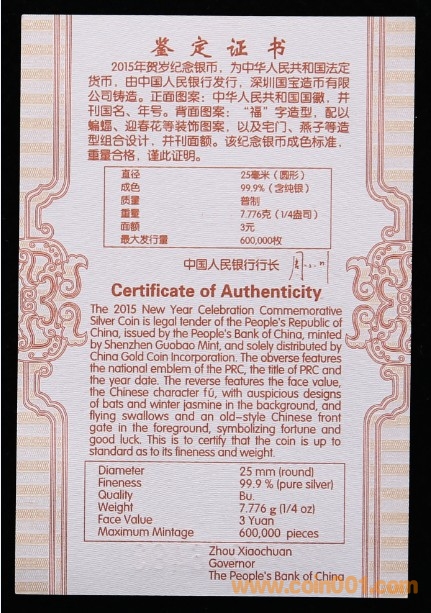 鉴定证书
2015年贺岁纪念银币，为中华人民共和国法定
货币，由中国人民银行发行，深圳国宝造币有限
公司铸造。正面图案：中华人民共和国国徽，并
刊国名、年号。背面图案：“福”字造型，配以
蝙蝠、迎春花等装饰图案，以及宅门、燕子等造
型组合设计，并刊面额。该纪念银币成色标准，
重量合格，谨此证明。
直径 25毫米（圆形）
成色 99.9%（含纯银）
质量 普制
重量 7.776克（1/4盎司）
面额 3元
最大发行量 600,000枚
中国人民银行行长
Certificate of Authenticity
The 2015 New Year Celebration Commemorative
Silver Coin is legal tender of the People's Republic of
China, issued by the People's Bank of China, minted
by Shenzhen Guobao Mint, and solely distributed by
China Gold Coin Incorporation. The obverse features
the national emblem of the PRC, the title of PRC and
the year date. The reverse features the face value,
the Chinese character fú, with auspicious designs
of bats and winter jasmine in the background, and
flying swallows and an old-style Chinese front
gate in the foreground, symbolizing fortune and
good luck. This is to certify that the coin is up to
standard as to its fineness and weight.
Diameter 25 mm (round)
Fineness 99.9 % (pure silver)
Quality Bu.
Weight 7.776 g (1/4 oz)
Face Value 3 Yuan
Maximum Mintage 600,000 pieces
Zhou Xiaochuan
Governor
The People's Bank of China
www.coin001.com